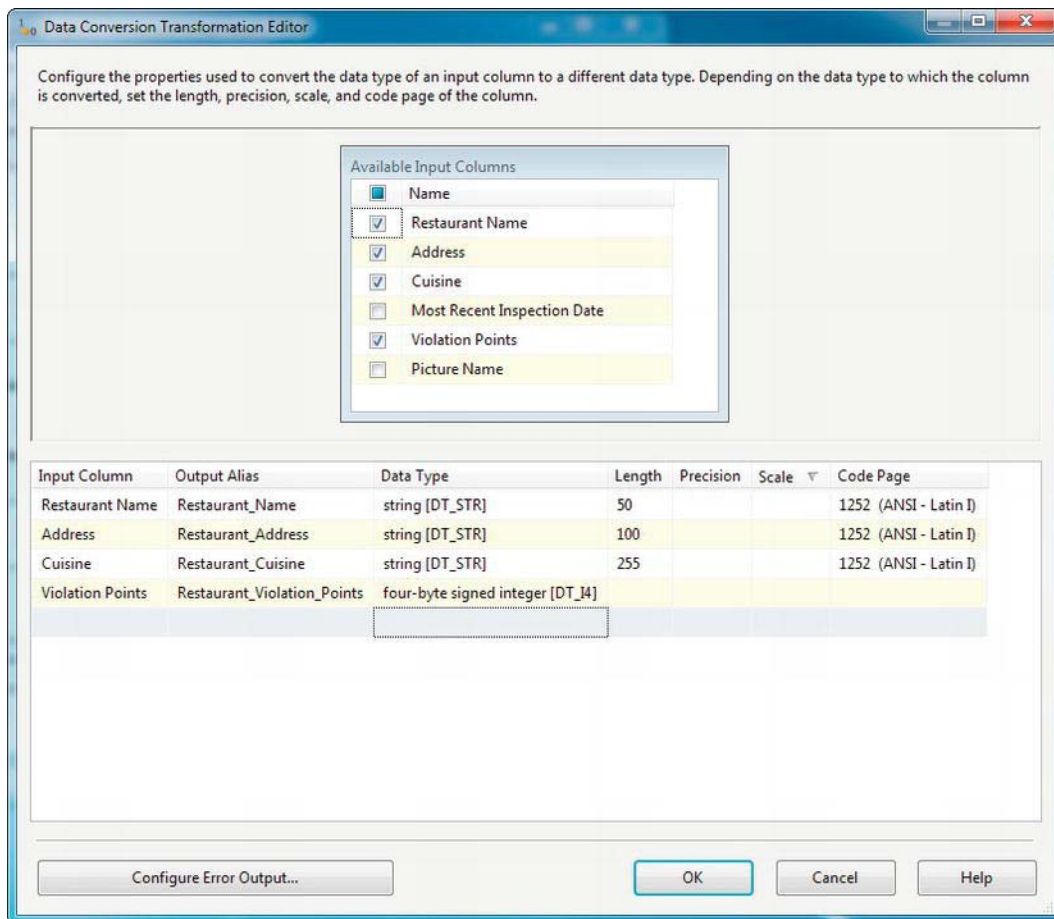 Data Conversion Transformation Editor
Configure the properties used to convert the data type of an input column to a different data type. Depending on the data type to which the column
is converted, set the length, precision, scale, and code page of the column.
Available Input Columns
Name
Restaurant Name
Address
Cuisine
Most Recent Inspection Date
Violation Points
Picture Name
Input Column Output Alias Data Type Length Precision Scale Code Page
Restaurant Name Restaurant_Name string [DT_STR] 50 1252 (ANSI - Latin I)
Address Restaurant_Address string [DT_STR] 100 1252 (ANSI - Latin I)
Cuisine Restaurant_Cuisine string [DT_STR] 255 1252 (ANSI - Latin I)
Violation Points Restaurant_Violation_Points four-byte signed integer [DT_I4]
Configure Error Output... OK Cancel Help